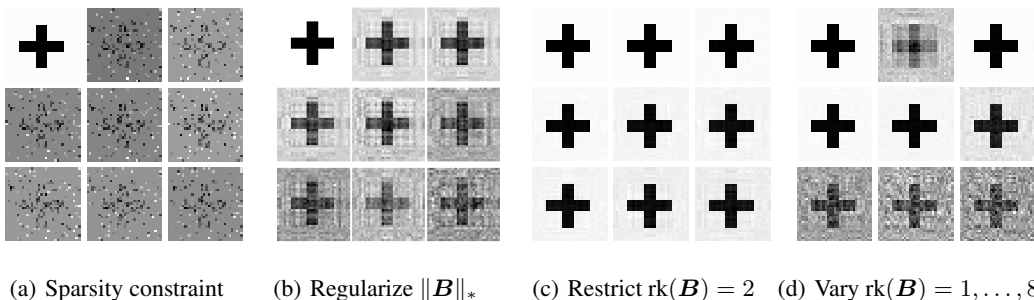 (a) Sparsity constraint (b) Regularize ‖B‖∗ (c) Restrict rk(B) = 2 (d) Vary rk(B) = 1, . . . , 8